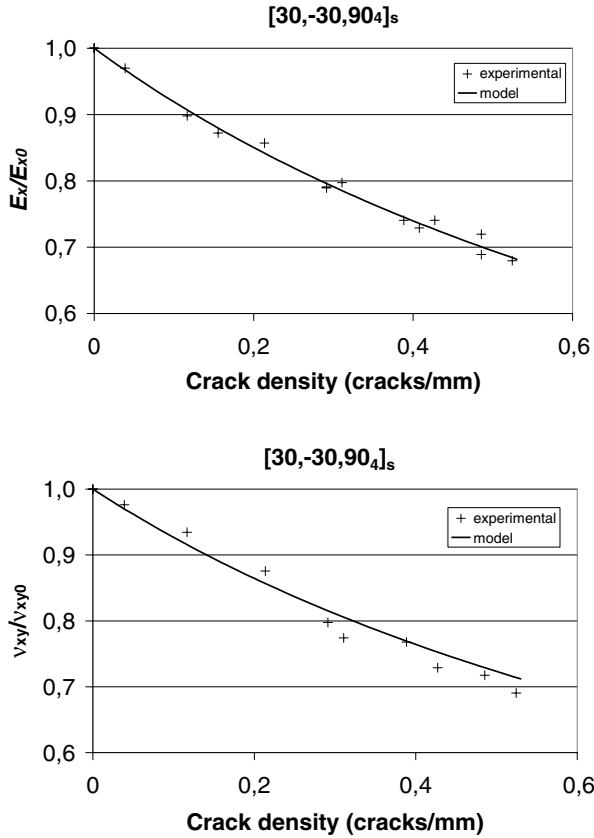 [30,-30,90₄]s
1,0
0,9
0,8
0,7
0,6
Eₓ/Eₓ₀
experimental
model
0 0,2 0,4 0,6
Crack density (cracks/mm)
[30,-30,90₄]s
1,0
0,9
0,8
0,7
0,6
νxy/νxy0
experimental
model
0 0,2 0,4 0,6
Crack density (cracks/mm)